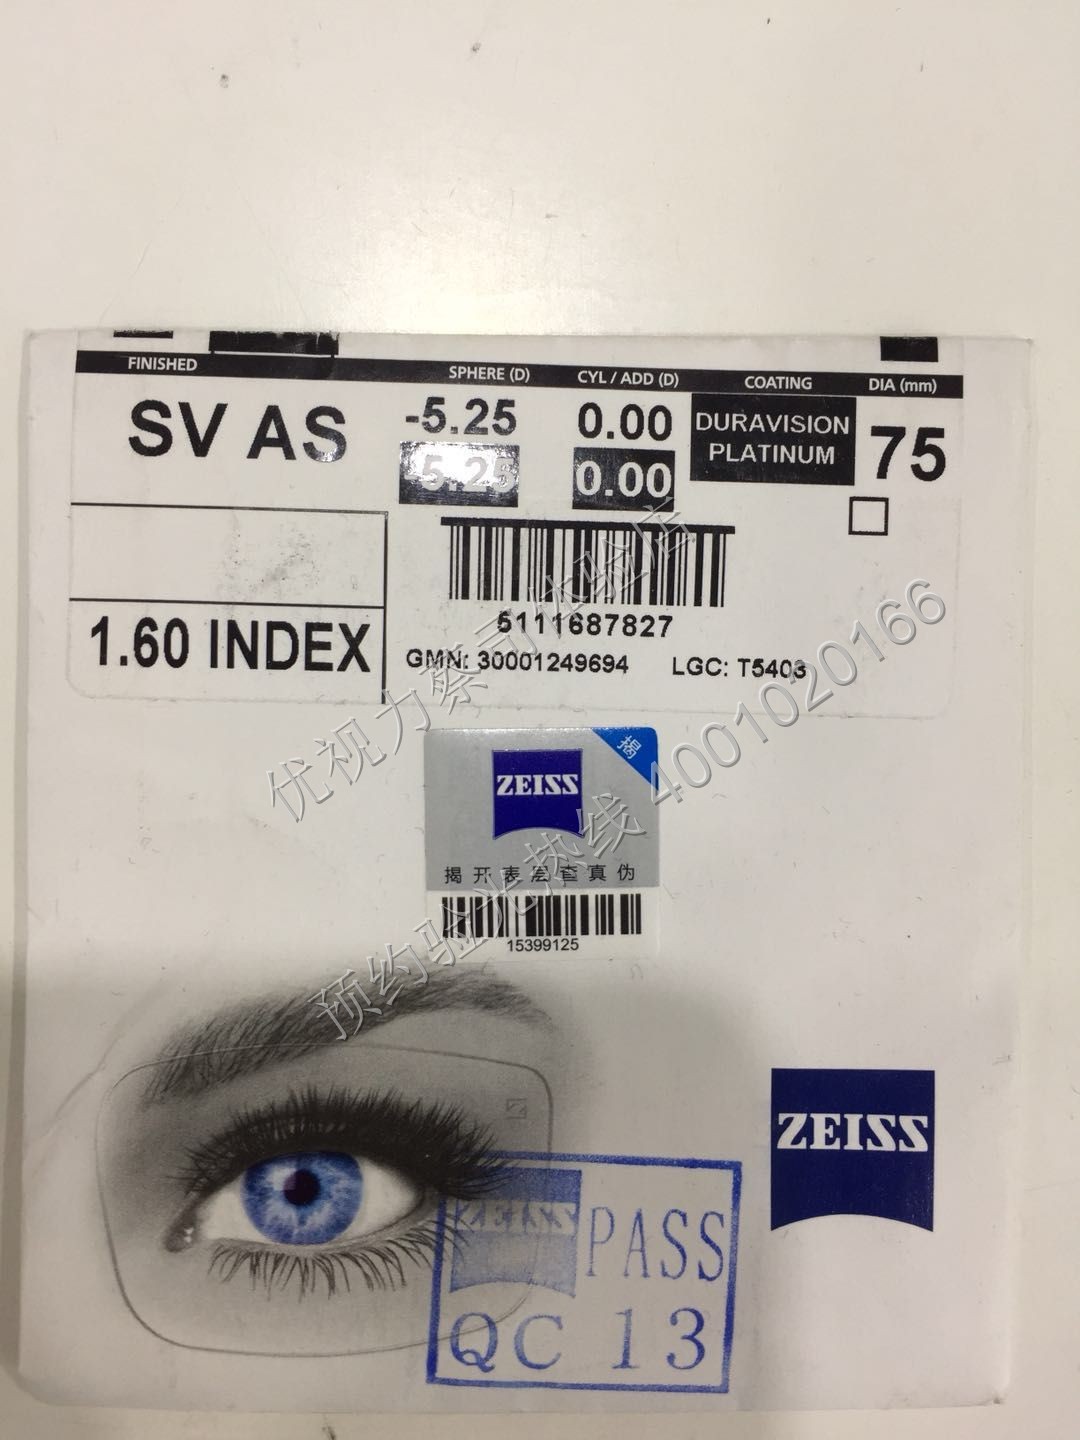 FINISHED SPHERE (D) CYL / ADD (D) COATING DIA (mm)
SV AS -5.25 0.00 DURAVISION PLATINUM 75
-5.25 0.00
1.60 INDEX
5111687827
GMN: 30001249694 LGC: T5403
优视力蔡司体验店
预约验光热线 4001020166
揭
ZEISS
揭开表层查真伪
15399125
ZEISS
ZEISS PASS
QC 13